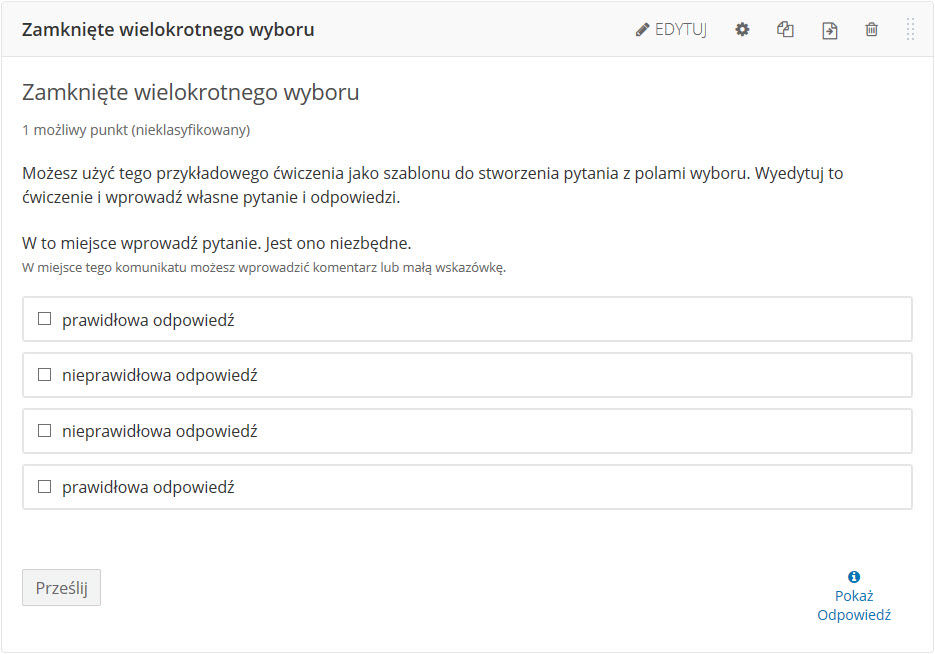 Zamknięte wielokrotnego wyboru
EDYTUJ
Zamknięte wielokrotnego wyboru
1 możliwy punkt (nieklasyfikowany)
Możesz użyć tego przykładowego ćwiczenia jako szablonu do stworzenia pytania z polami wyboru. Wyedytuj to
ćwiczenie i wprowadź własne pytanie i odpowiedzi.
W to miejsce wprowadź pytanie. Jest ono niezbędne.
W miejsce tego komunikatu możesz wprowadzić komentarz lub małą wskazówkę.
prawidłowa odpowiedź
nieprawidłowa odpowiedź
nieprawidłowa odpowiedź
prawidłowa odpowiedź
Prześlij
Pokaż
Odpowiedź